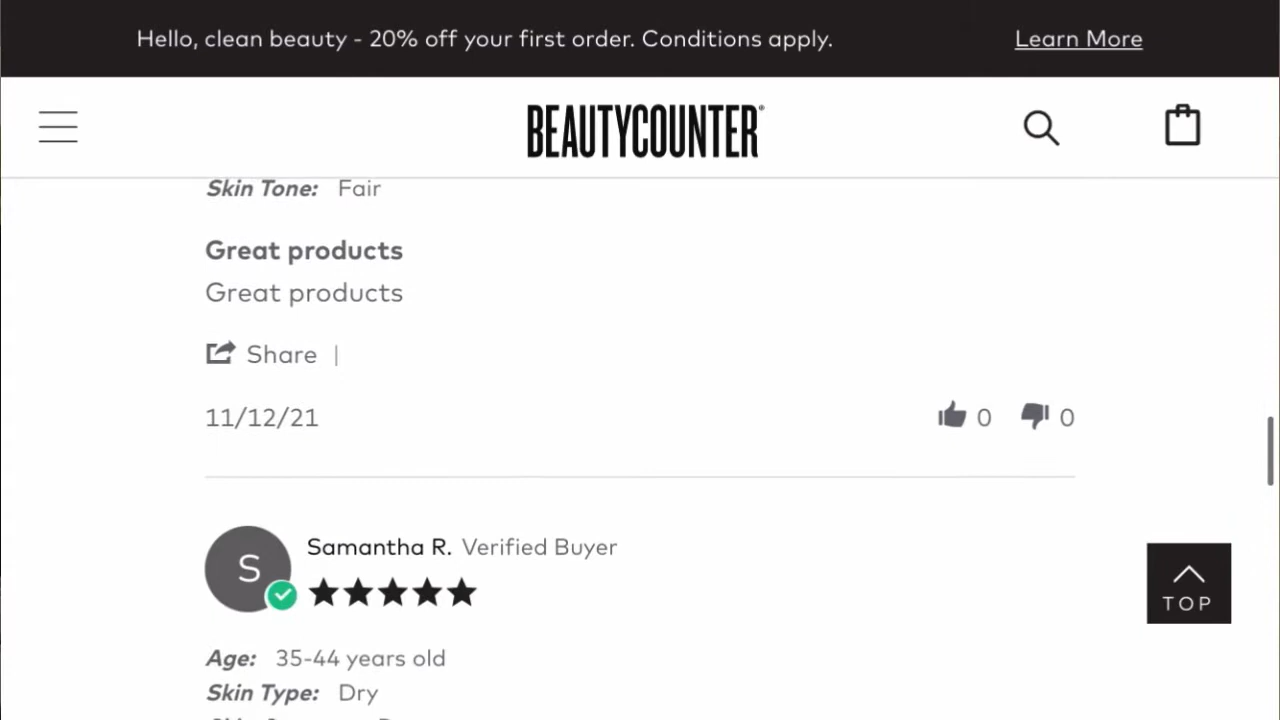 Hello, clean beauty - 20% off your first order. Conditions apply. Learn More
BEAUTYCOUNTER®
Skin Tone: Fair
Great products
Great products
Share |
11/12/21 0 0
S Samantha R. Verified Buyer
Age: 35-44 years old
Skin Type: Dry
TOP